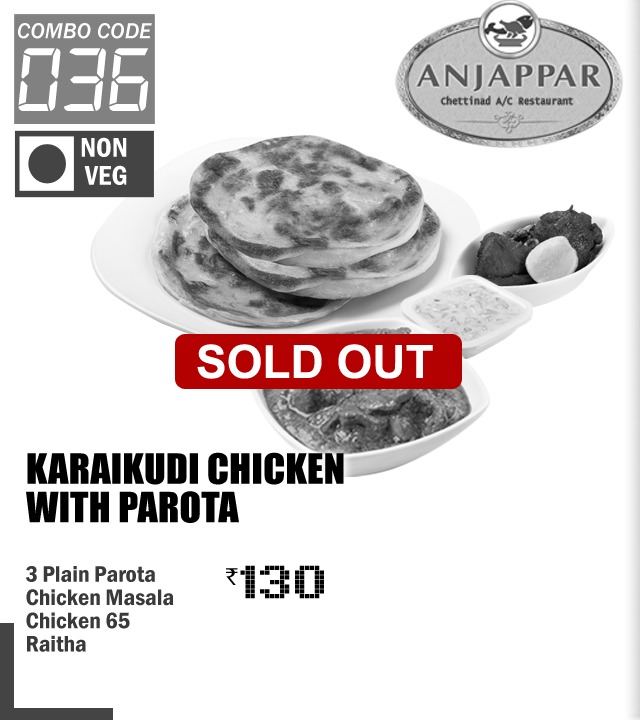 COMBO CODE
036
NON
VEG
ANJAPPAR
Chettinad A/C Restaurant
SOLD OUT
KARAIKUDI CHICKEN
WITH PAROTA
3 Plain Parota
Chicken Masala
Chicken 65
Raitha
₹130